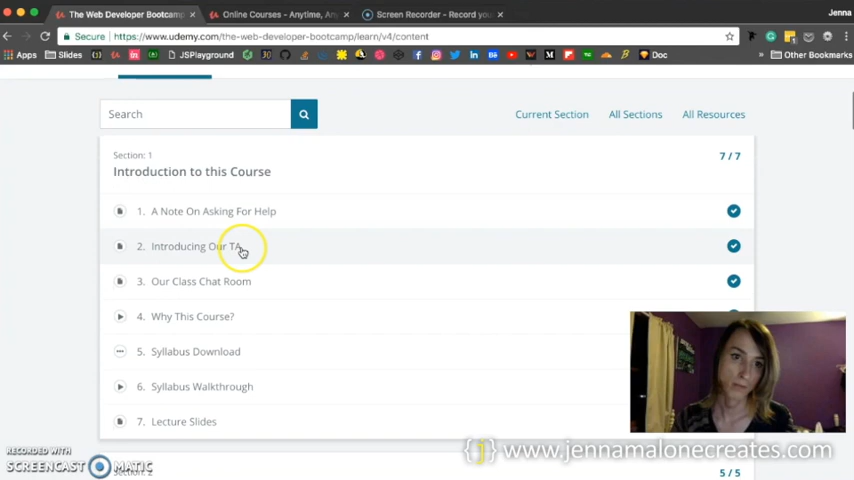 The Web Developer Bootcamp
Online Courses - Anytime, An
Screen Recorder - Record you
Jenna
Secure
https://www.udemy.com/the-web-developer-bootcamp/learn/v4/content
Apps
Slides
JSPlayground
Doc
Other Bookmarks
Search
Current Section
All Sections
All Resources
Section: 1
7 / 7
Introduction to this Course
1. A Note On Asking For Help
2. Introducing Our TA
3. Our Class Chat Room
4. Why This Course?
5. Syllabus Download
6. Syllabus Walkthrough
7. Lecture Slides
{j} www.jennamalonecreates.com
RECORDED WITH
SCREENCAST MATIC
Section: 2
5 / 5